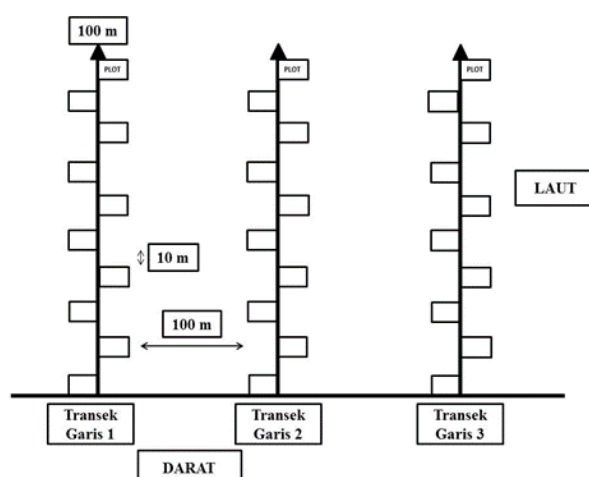 100 m
PLOT
PLOT
PLOT
LAUT
10 m
100 m
Transek
Garis 1
Transek
Garis 2
Transek
Garis 3
DARAT